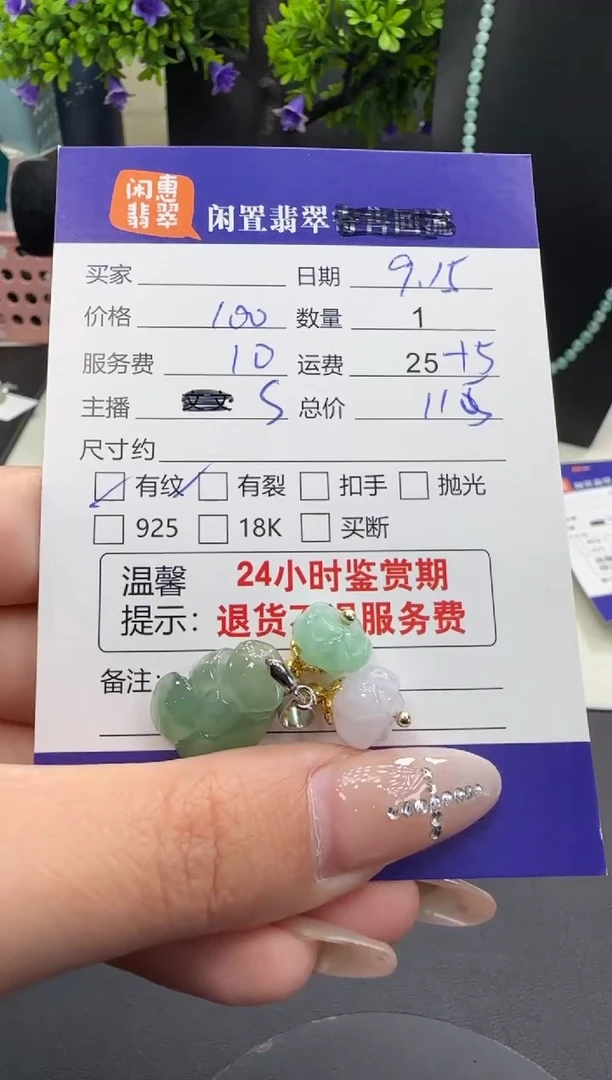 闲惠
翡翠
闲置翡翠
买家 日期 9.15
价格 100 数量 1
服务费 10 运费 25+5
主播 S 总价 115
尺寸约
有纹 有裂 扣手 抛光
925 18K 买断
温馨 24小时鉴赏期
提示: 退货不退服务费
备注: